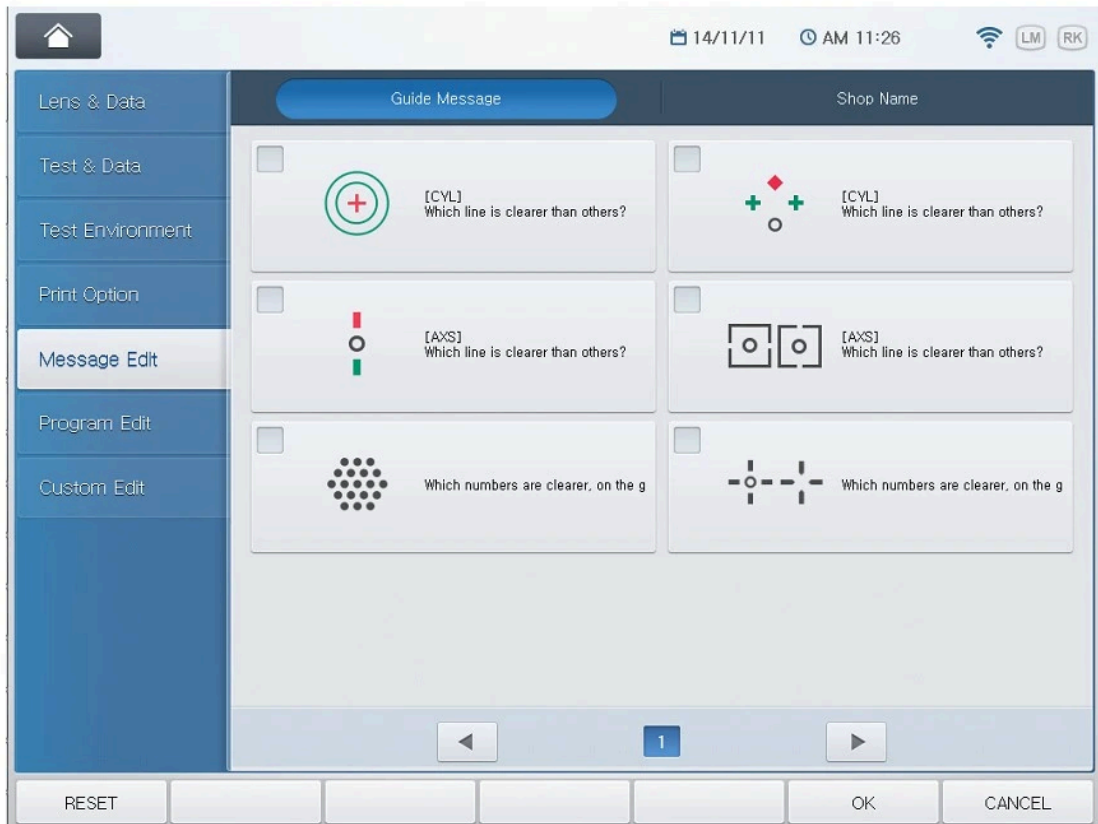 14/11/11 AM 11:26 LM RK
Lens & Data
Test & Data
Test Environment
Print Option
Message Edit
Program Edit
Custom Edit
Guide Message
Shop Name
[CYL]
Which line is clearer than others?
[CYL]
Which line is clearer than others?
[AXS]
Which line is clearer than others?
[AXS]
Which line is clearer than others?
Which numbers are clearer, on the g
Which numbers are clearer, on the g
1
RESET
OK
CANCEL